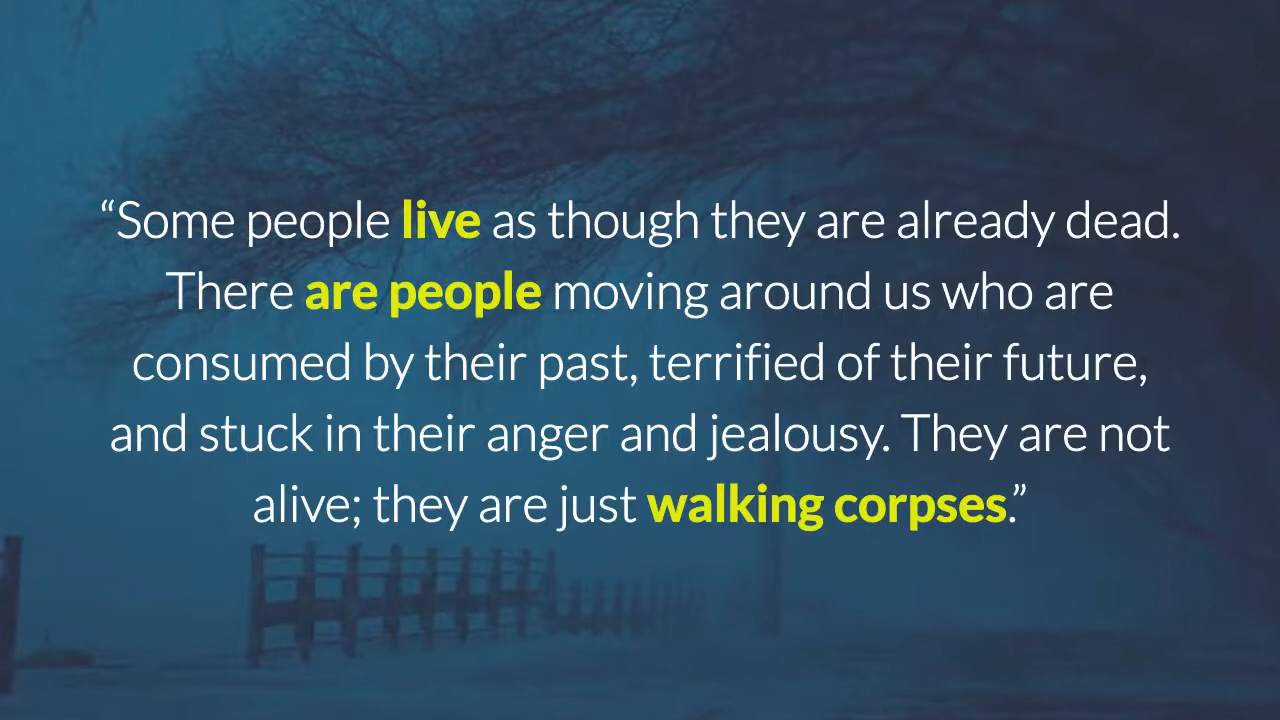 “Some people live as though they are already dead.
There are people moving around us who are
consumed by their past, terrified of their future,
and stuck in their anger and jealousy. They are not
alive; they are just walking corpses.”